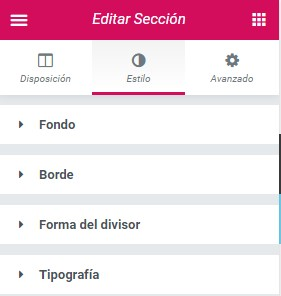 Editar Sección
Disposición Estilo Avanzado
Fondo
Borde
Forma del divisor
Tipografía